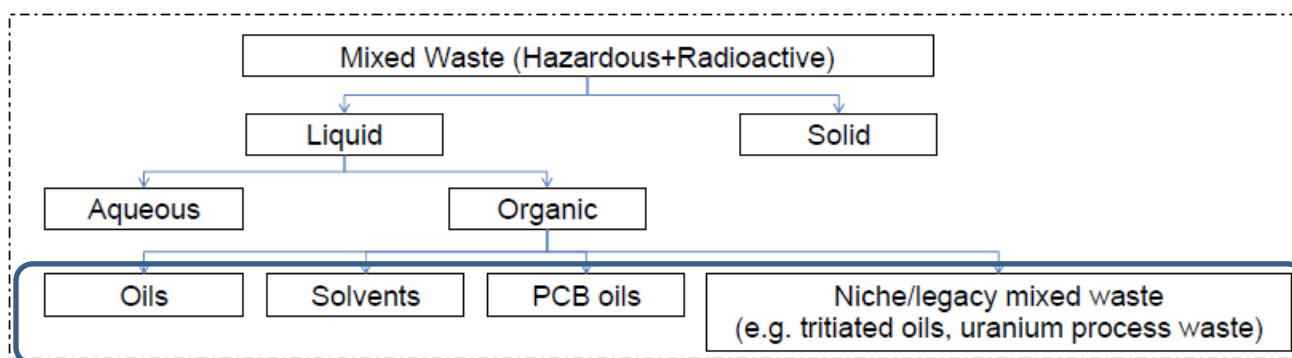 Mixed Waste (Hazardous+Radioactive)
Liquid
Solid
Aqueous
Organic
Oils
Solvents
PCB oils
Niche/legacy mixed waste
(e.g. tritiated oils, uranium process waste)